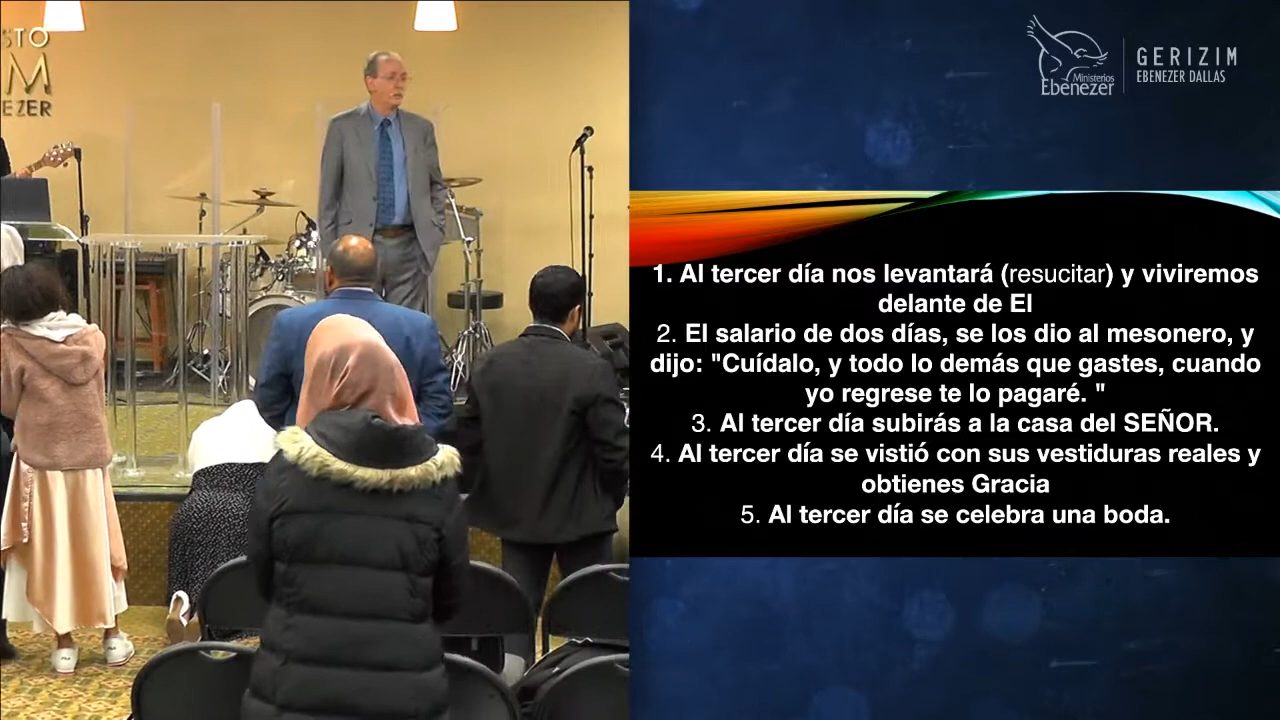 STO
M
EZER
Ministerios
Ebenezer
GERIZIM
EBENEZER DALLAS
1. Al tercer día nos levantará (resucitar) y viviremos
delante de El
2. El salario de dos días, se los dio al mesonero, y
dijo: "Cuídalo, y todo lo demás que gastes, cuando
yo regrese te lo pagaré. "
3. Al tercer día subirás a la casa del SEÑOR.
4. Al tercer día se vistió con sus vestiduras reales y
obtienes Gracia
5. Al tercer día se celebra una boda.
FILA